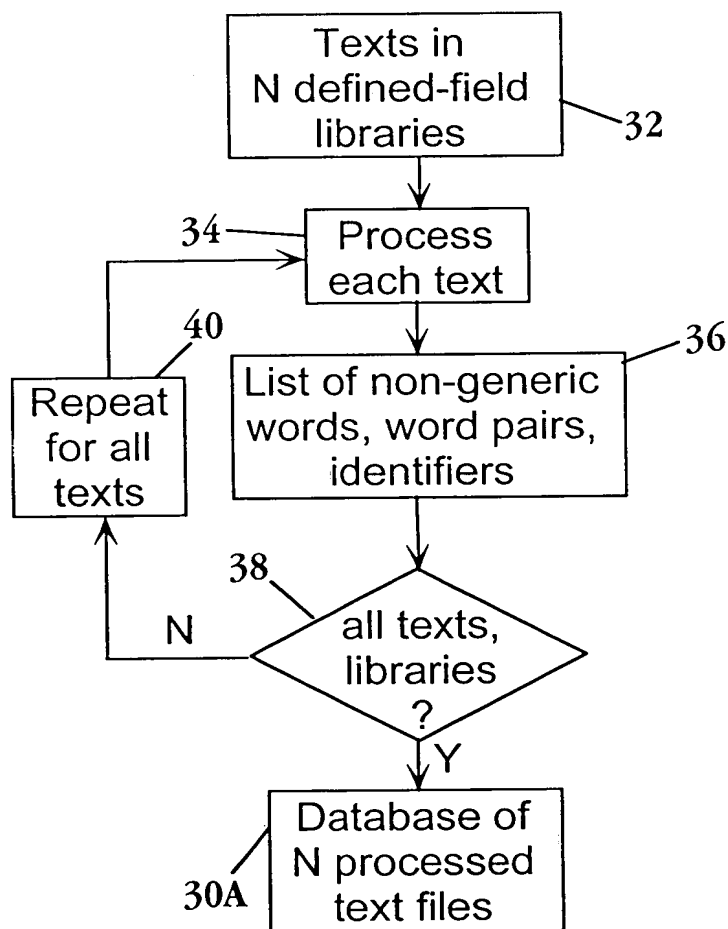 Texts in
N defined-field
libraries
32
34
Process
each text
40
36
Repeat
for all
texts
List of non-generic
words, word pairs,
identifiers
38
N
all texts,
libraries
?
Y
Database of
N processed
text files
30A